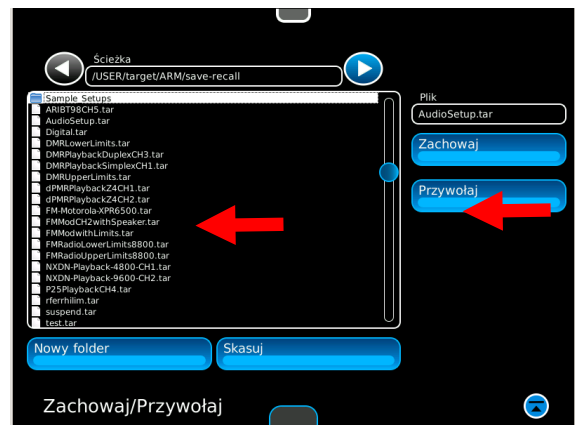 Ścieżka
/USER/target/ARM/save-recall
Sample Setups
ARIBT98CH5.tar
AudioSetup.tar
Digital.tar
DMRLowerLimits.tar
DMRPlaybackDuplexCH3.tar
DMRPlaybackSimplexCH1.tar
DMRUpperLimits.tar
dPMRPlaybackZ4CH1.tar
dPMRPlaybackZ4CH2.tar
FM-Motorola-XPR6500.tar
FMModCH2withSpeaker.tar
FMModwithLimits.tar
FMRadioLowerLimits8800.tar
FMRadioUpperLimits8800.tar
NXDN-Playback-4800-CH1.tar
NXDN-Playback-9600-CH2.tar
P25PlaybackCH4.tar
rferrhilim.tar
suspend.tar
test.tar
Plik
AudioSetup.tar
Zachowaj
Przywołaj
Nowy folder
Skasuj
Zachowaj/Przywołaj